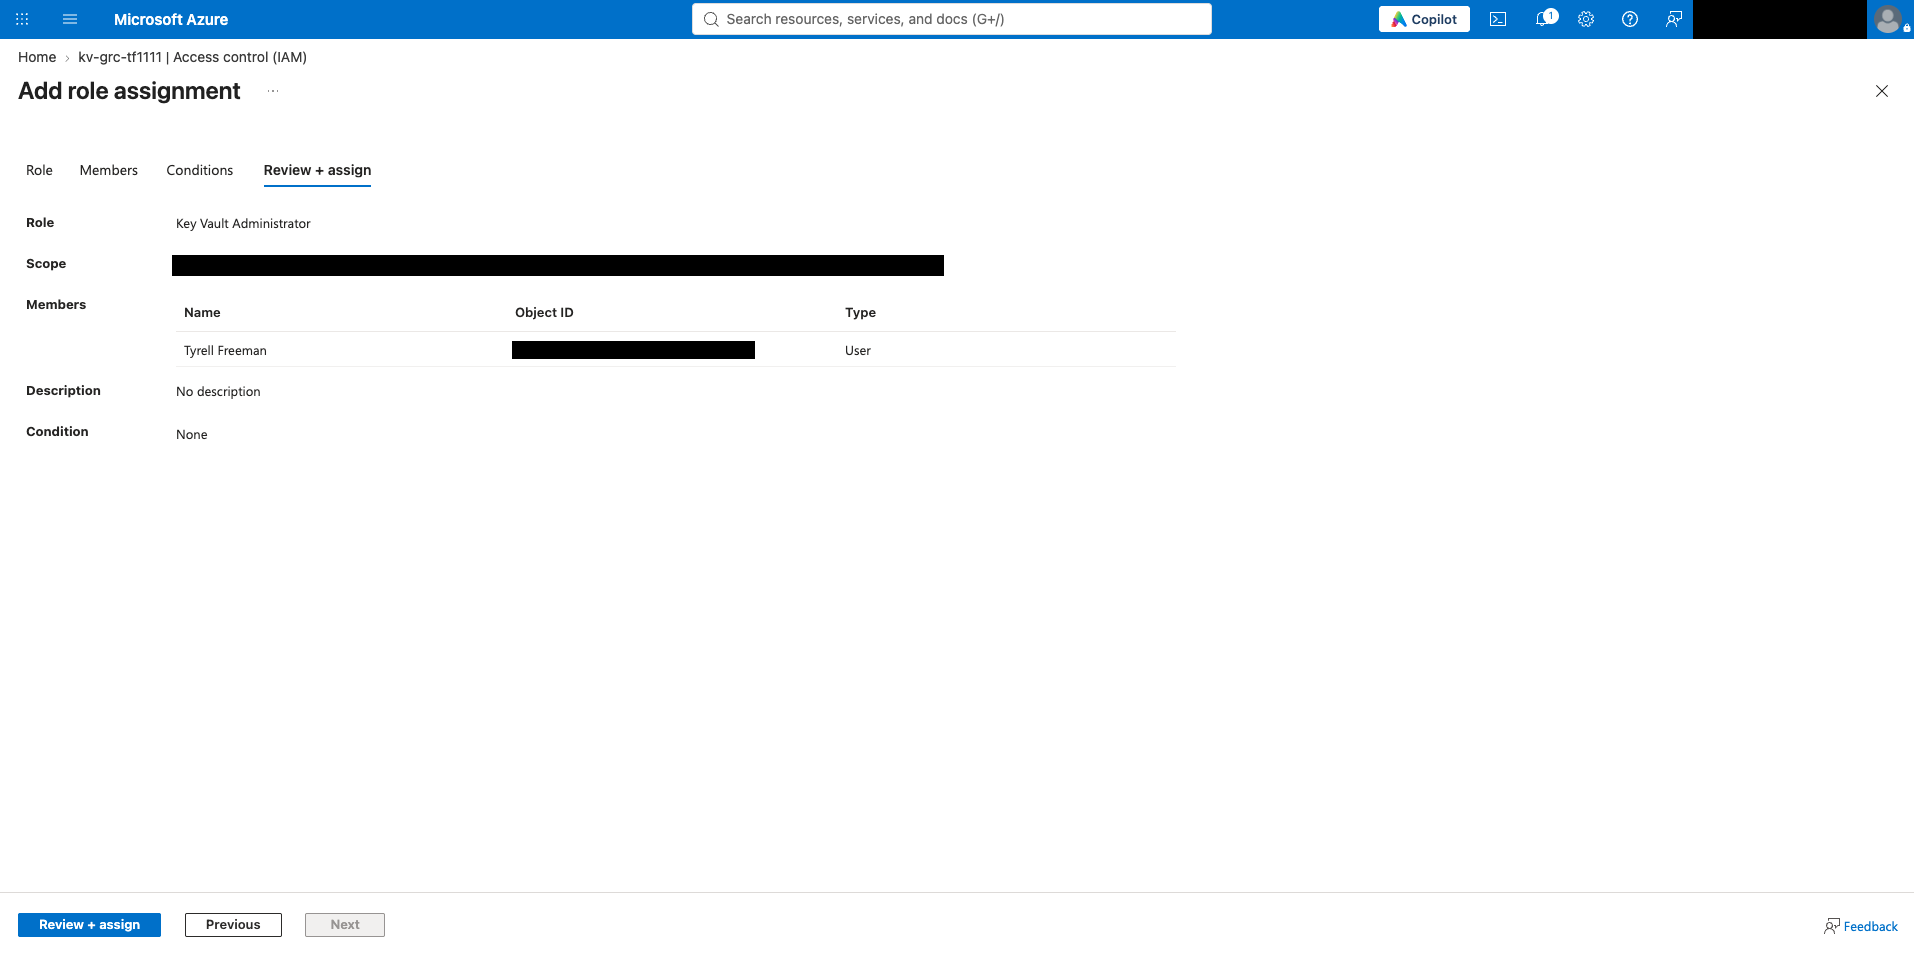 Microsoft Azure
Search resources, services, and docs (G+/)
Copilot
1
Home > kv-grc-tf1111 | Access control (IAM)
Add role assignment ...
Role Members Conditions Review + assign
Role Key Vault Administrator
Scope
Members
Name Object ID Type
Tyrell Freeman User
Description No description
Condition None
Review + assign Previous Next
Feedback